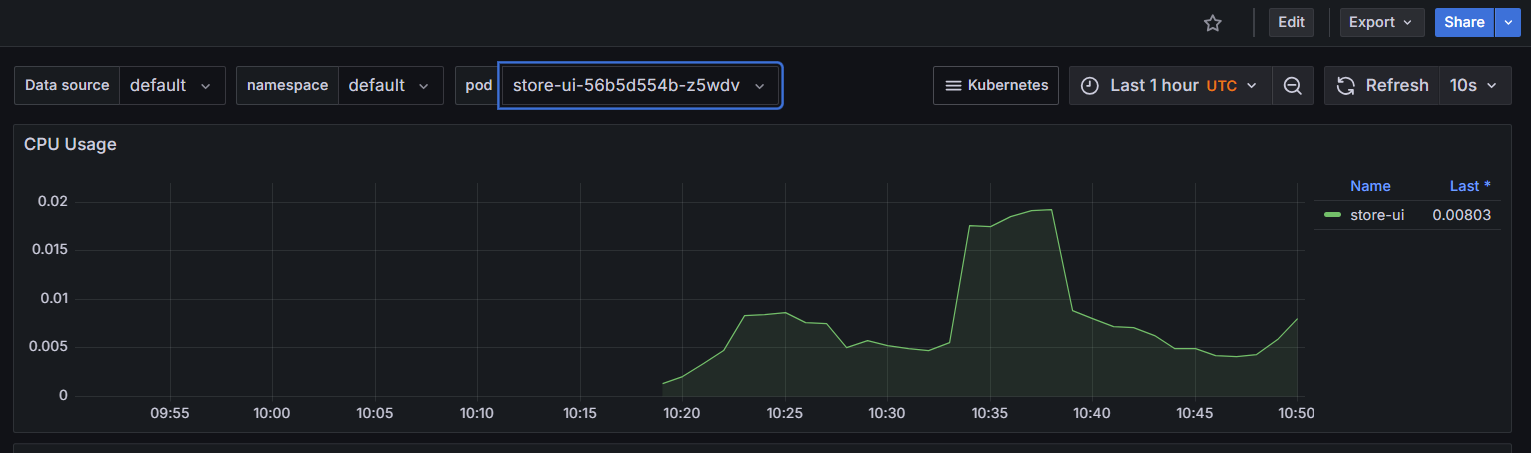 Edit Export Share
Data source default namespace default pod store-ui-56b5d554b-z5wdv Kubernetes Last 1 hour UTC Refresh 10s
CPU Usage
Name Last *
store-ui 0.00803
0.02
0.015
0.01
0.005
0
09:55 10:00 10:05 10:10 10:15 10:20 10:25 10:30 10:35 10:40 10:45 10:50